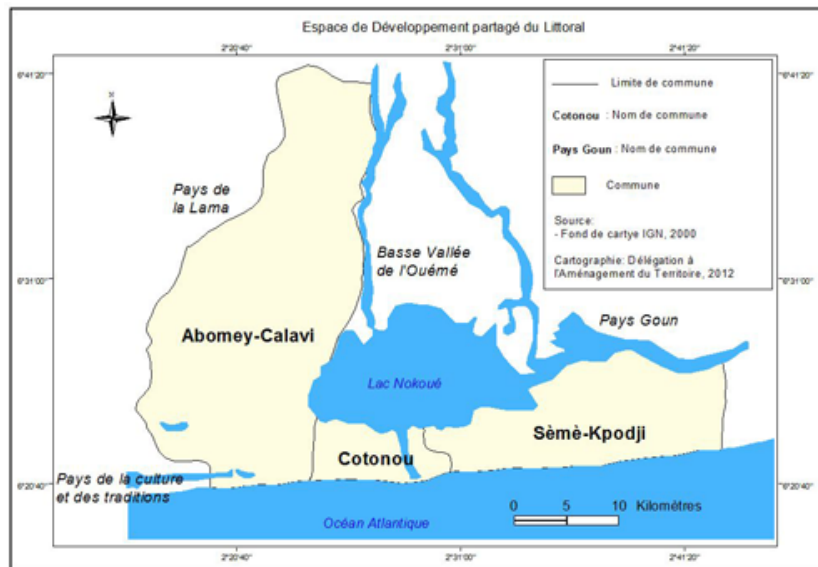 Espace de Développement partagé du Littoral
2°20'40"
2°31'00"
2°41'20"
6°41'20"
6°41'20"
N
Limite de commune
Cotonou : Nom de commune
Pays Goun : Nom de commune
Commune
Source:
- Fond de cartye IGN, 2000
Cartographie: Délégation à
l'Aménagement du Territoire, 2012
Pays de
la Lama
Basse Vallée
de l'Ouémé
6°31'00"
6°31'00"
Pays Goun
Abomey-Calavi
Lac Nokoué
Sèmè-Kpodji
Cotonou
Pays de la culture
et des traditions
6°20'40"
6°20'40"
0 5 10 Kilomètres
Océan Atlantique
2°20'40"
2°31'00"
2°41'20"